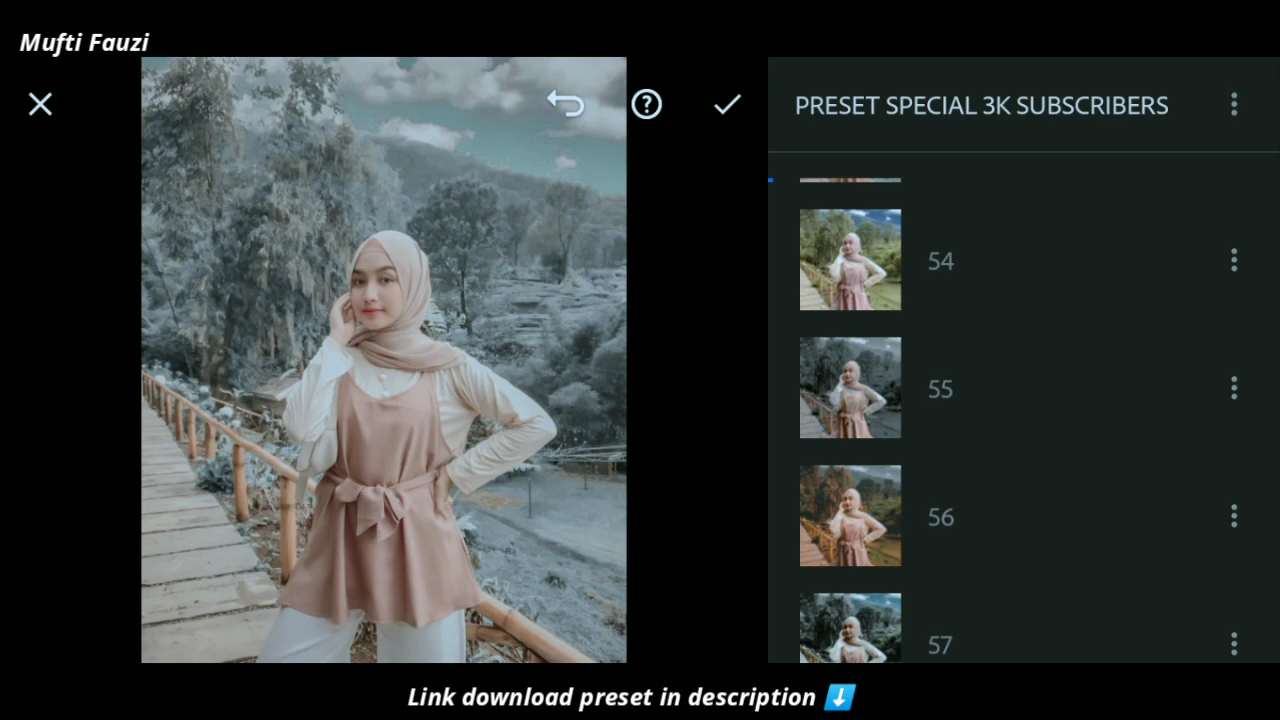 Mufti Fauzi
PRESET SPECIAL 3K SUBSCRIBERS
54
55
56
57
Link download preset in description ⬇️